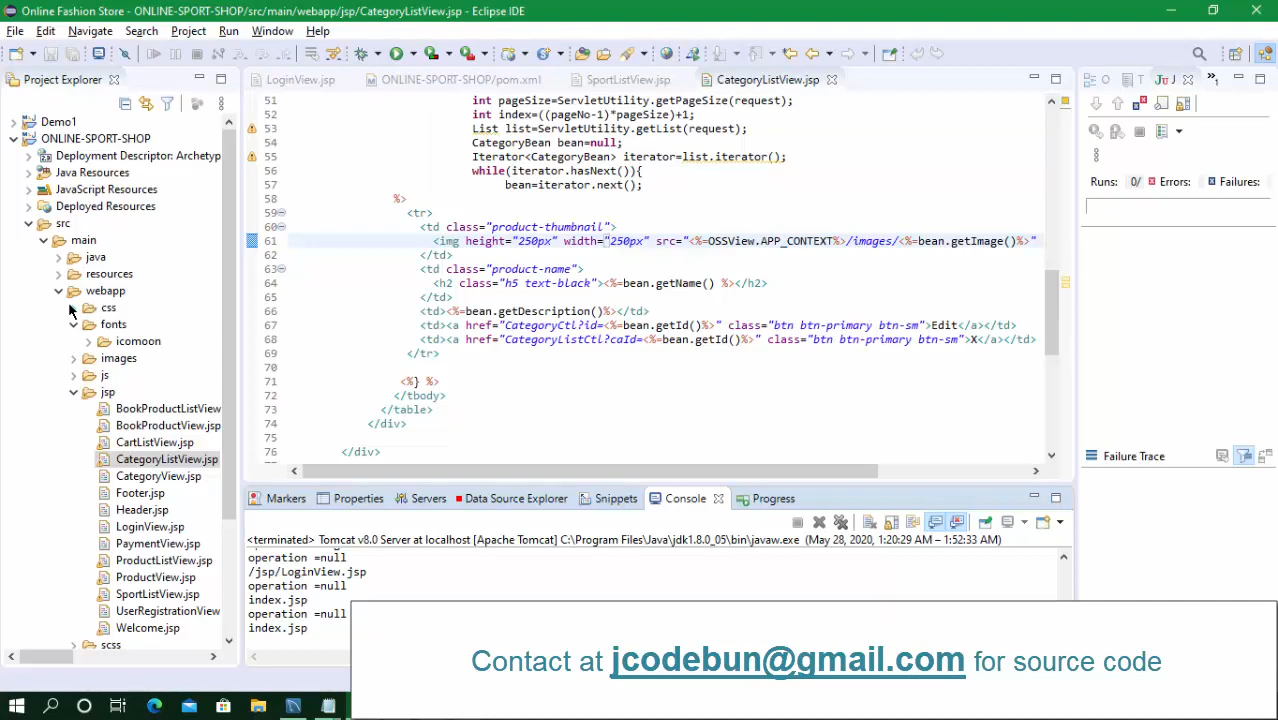 Online Fashion Store - ONLINE-SPORT-SHOP/src/main/webapp/jsp/CategoryListView.jsp - Eclipse IDE
File Edit Navigate Search Project Run Window Help
Project Explorer
LoginView.jsp
ONLINE-SPORT-SHOP/pom.xml
SportListView.jsp
CategoryListView.jsp
O
T
Ju J
»1
Demo1
ONLINE-SPORT-SHOP
Deployment Descriptor: Archetyp
Java Resources
JavaScript Resources
Deployed Resources
src
main
java
resources
webapp
css
fonts
icomoon
images
js
jsp
BookProductListView
BookProductView.jsp
CartListView.jsp
CategoryListView.jsp
CategoryView.jsp
Footer.jsp
Header.jsp
LoginView.jsp
PaymentView.jsp
ProductListView.jsp
ProductView.jsp
SportListView.jsp
UserRegistrationView
Welcome.jsp
scss
51 int pageSize=ServletUtility.getPageSize(request);
52 int index=((pageNo-1)*pageSize)+1;
53 List list=ServletUtility.getList(request);
54 CategoryBean bean=null;
55 Iterator<CategoryBean> iterator=list.iterator();
56 while(iterator.hasNext()){
57 bean=iterator.next();
58 %>
59 <tr>
60 <td class="product-thumbnail">
61 <img height="250px" width="250px" src="<%=OSSView.APP_CONTEXT%>/images/<%=bean.getImage()%>"
62 </td>
63 <td class="product-name">
64 <h2 class="h5 text-black"><%=bean.getName() %></h2>
65 </td>
66 <td><%=bean.getDescription()%></td>
67 <td><a href="CategoryCtl?id=<%=bean.getId()%>" class="btn btn-primary btn-sm">Edit</a></td>
68 <td><a href="CategoryListCtl?caId=<%=bean.getId()%>" class="btn btn-primary btn-sm">X</a></td>
69 </tr>
70
71 <%} %>
72 </tbody>
73 </table>
74 </div>
75
76 </div>
Runs: 0/ Errors: Failures:
Failure Trace
Markers Properties Servers Data Source Explorer Snippets Console Progress
<terminated> Tomcat v8.0 Server at localhost [Apache Tomcat] C:\Program Files\Java\jdk1.8.0_05\bin\javaw.exe (May 28, 2020, 1:20:29 AM – 1:52:33 AM)
operation =null
/jsp/LoginView.jsp
operation =null
index.jsp
operation =null
index.jsp
Contact at jcodebun@gmail.com for source code